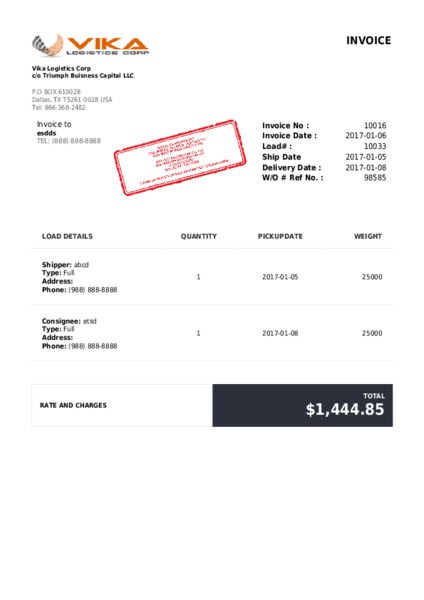 VIKA
LOGISTICS CORP
INVOICE
Vika Logistics Corp
c/o Triumph Buisness Capital LLC
P.O BOX 610028
Dallas, TX 75261-0028 USA
Tel: 866-368-2482
Invoice to
esdds
TEL: (888) 888-8888
Invoice No : 10016
Invoice Date : 2017-01-06
Load# : 10033
Ship Date 2017-01-05
Delivery Date : 2017-01-08
W/O # Ref No. : 98585
LOAD DETAILS QUANTITY PICKUPDATE WEIGHT
Shipper: abcd
Type: Full
Address:
Phone: (988) 888-8888
1 2017-01-05 25000
Consignee: etsd
Type: Full
Address:
Phone: (988) 888-8888
1 2017-01-08 25000
RATE AND CHARGES
TOTAL
$1,444.85